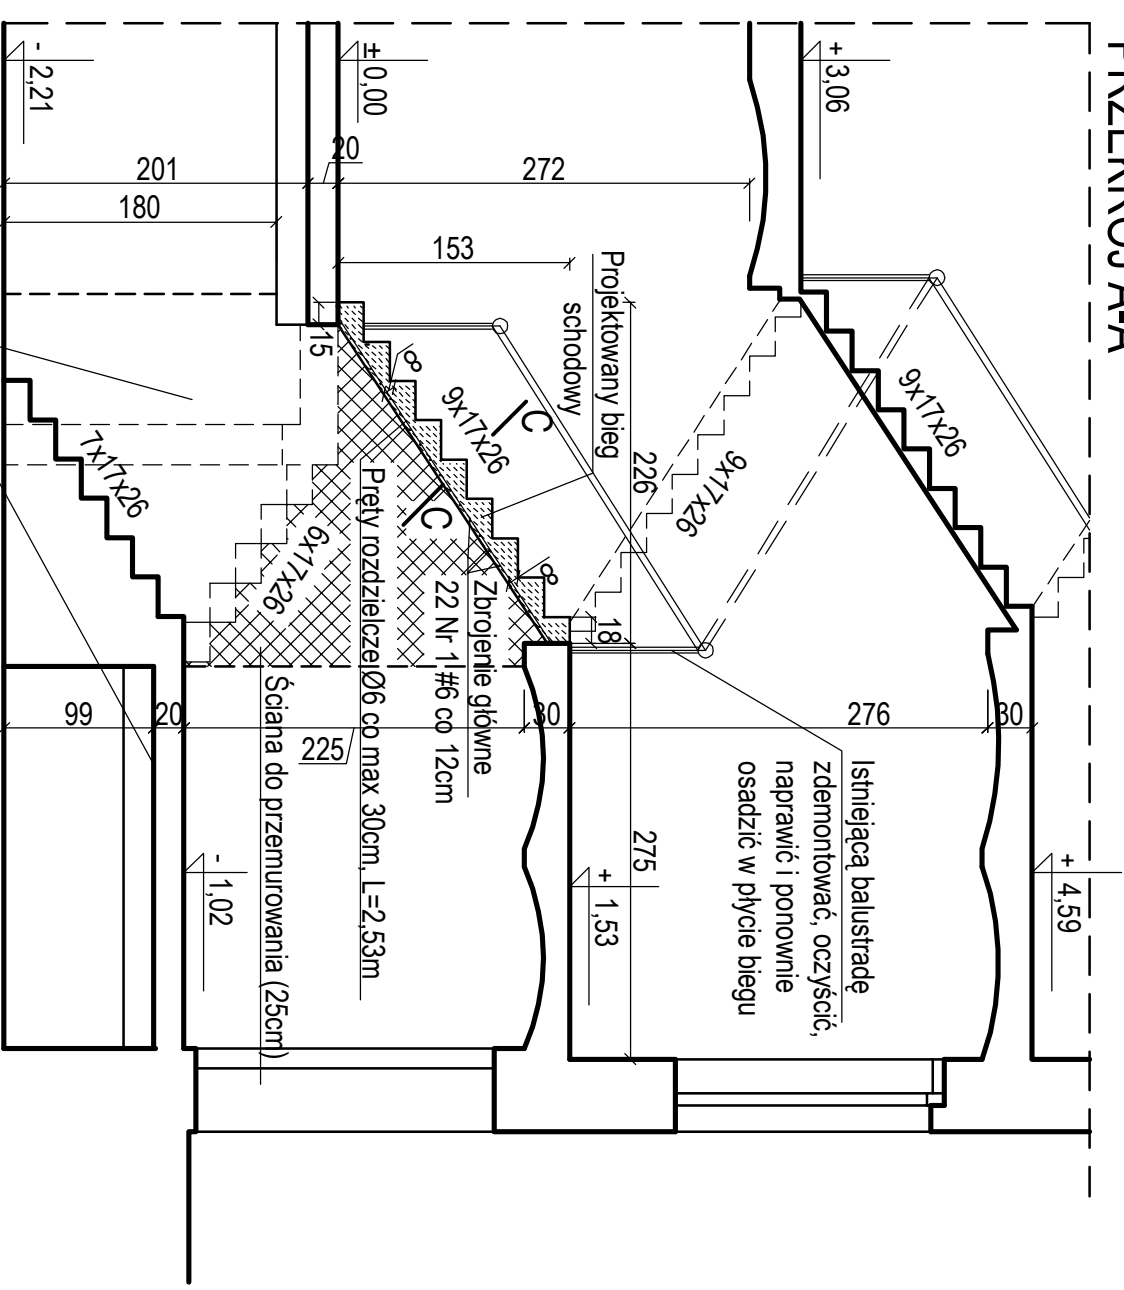 PRZEKRÓJ A-A
+ 3,06
± 0,00
- 2,21
+ 4,59
+ 1,53
- 1,02
201
20
272
180
153
15
8
8
18
226
275
276
30
30
225
20
99
9x17x26
9x17x26
9x17x26
6x17x26
7x17x26
C
C
Projektowany bieg
schodowy
Istniejącą balustradę
zdemontować, oczyścić,
naprawić i ponownie
osadzić w płycie biegu
Zbrojenie główne
22 Nr 1 #6 co 12cm
Pręty rozdzielcze Ø6 co max 30cm, L=2,53m
Ściana do przemurowania (25cm)